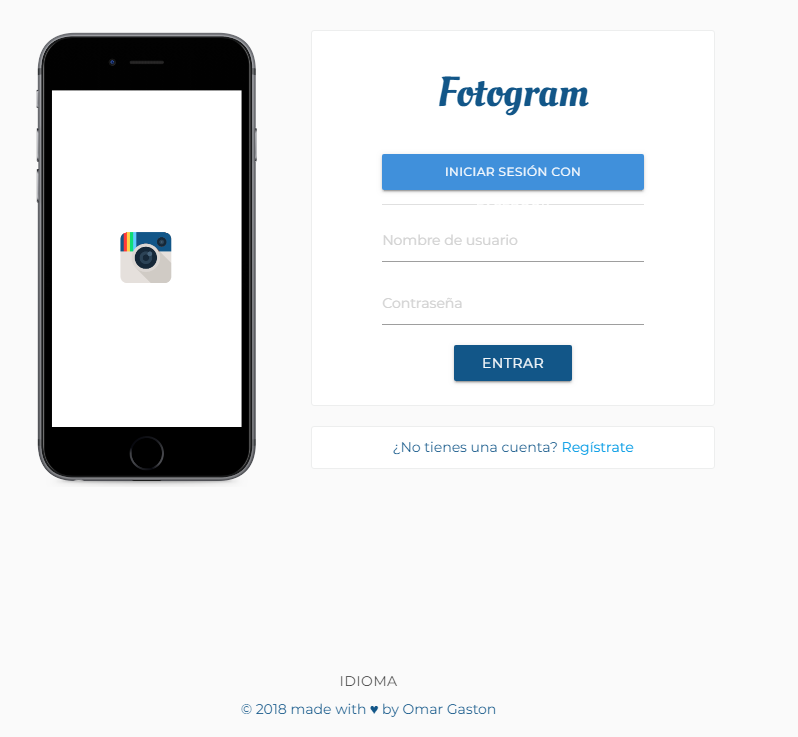 Fotogram
INICIAR SESIÓN CON
Nombre de usuario
Contraseña
ENTRAR
¿No tienes una cuenta? Regístrate
IDIOMA
© 2018 made with ♥ by Omar Gaston